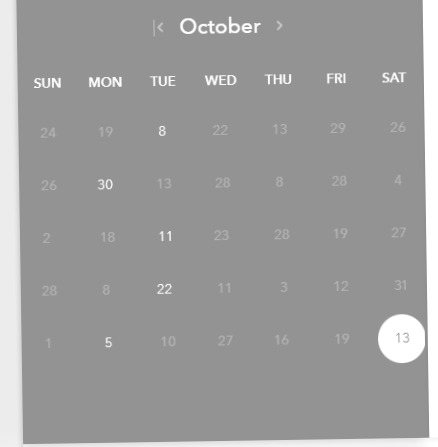 |< October >
SUN MON TUE WED THU FRI SAT
24 19 8 22 13 29 26
26 30 13 28 8 28 4
2 18 11 23 28 19 27
28 8 22 11 3 12 31
1 5 10 27 16 19 13